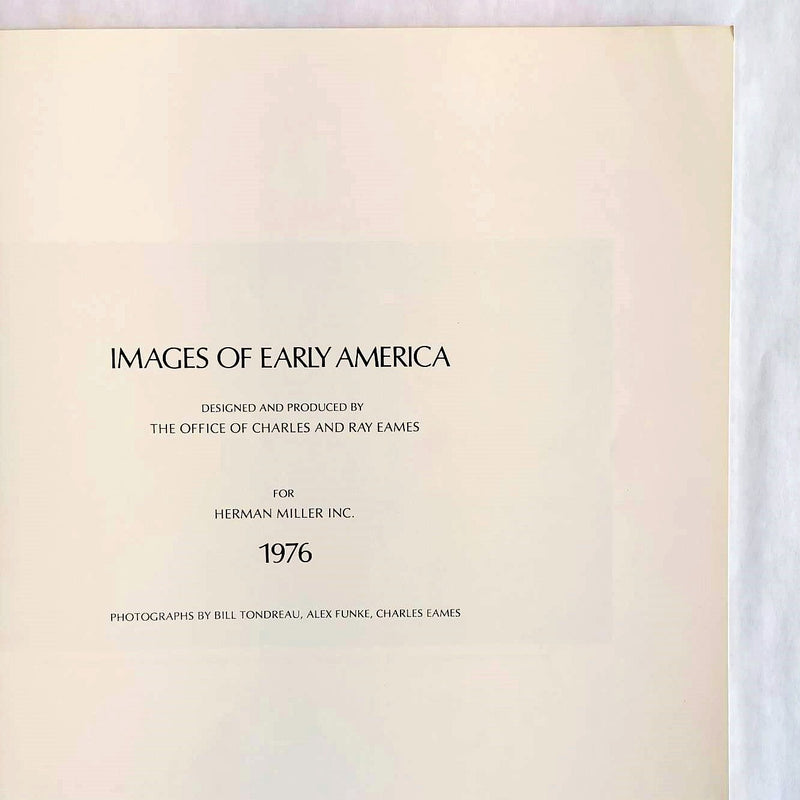 IMAGES OF EARLY AMERICA
DESIGNED AND PRODUCED BY
THE OFFICE OF CHARLES AND RAY EAMES
FOR
HERMAN MILLER INC.
1976
PHOTOGRAPHS BY BILL TONDREAU, ALEX FUNKE, CHARLES EAMES